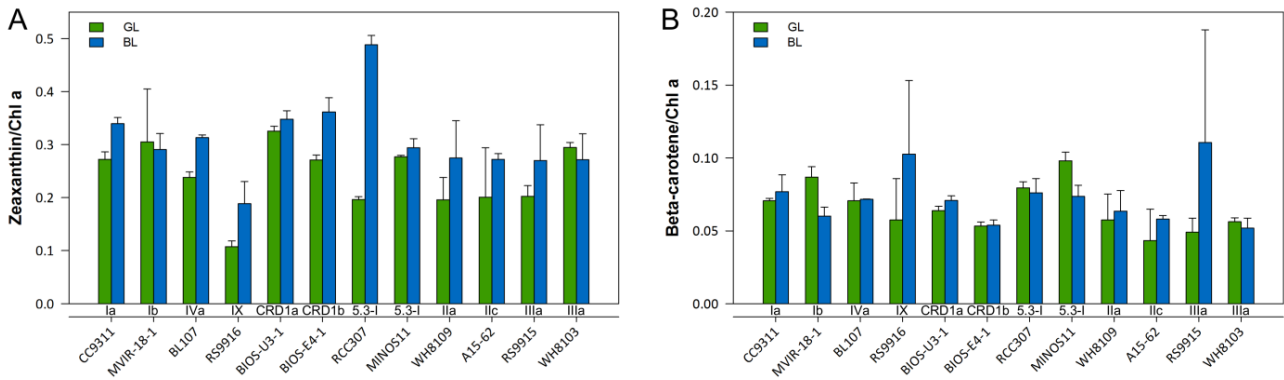 A
GL
BL
Zeaxanthin/Chl a
0.5
0.4
0.3
0.2
0.1
0.0
Ia Ib IVa IX CRD1a CRD1b 5.3-I 5.3-I IIa IIc IIIa IIIa
CC9311 MVIR-18-1 BL107 RS9916 BIOS-U3-1 BIOS-E4-1 RCC307 MINOS11 WH8109 A15-62 RS9915 WH8103
B
GL
BL
Beta-carotene/Chl a
0.20
0.15
0.10
0.05
0.00
Ia Ib IVa IX CRD1a CRD1b 5.3-I 5.3-I IIa IIc IIIa IIIa
CC9311 MVIR-18-1 BL107 RS9916 BIOS-U3-1 BIOS-E4-1 RCC307 MINOS11 WH8109 A15-62 RS9915 WH8103